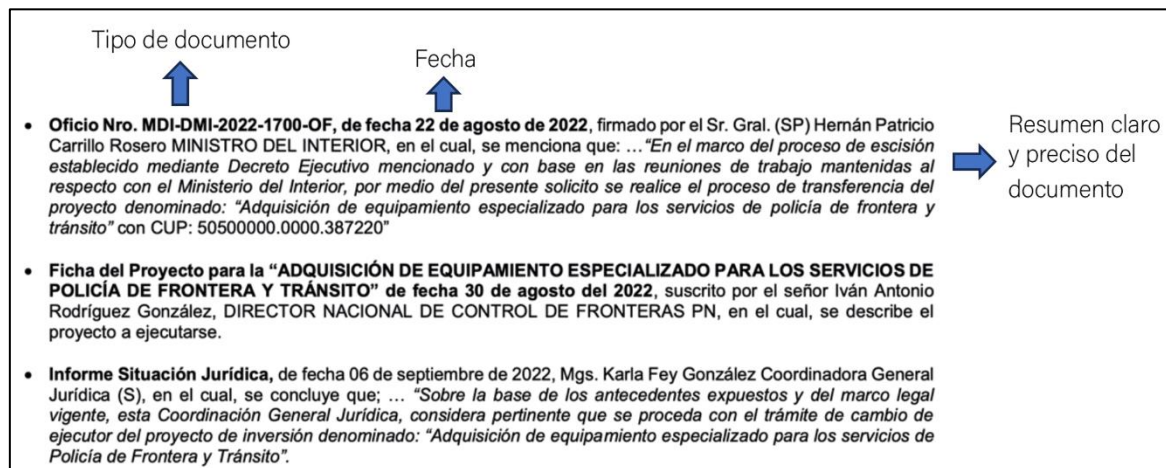 Tipo de documento
Fecha
• Oficio Nro. MDI-DMI-2022-1700-OF, de fecha 22 de agosto de 2022, firmado por el Sr. Gral. (SP) Hernán Patricio
Carrillo Rosero MINISTRO DEL INTERIOR, en el cual, se menciona que: …"En el marco del proceso de escisión
establecido mediante Decreto Ejecutivo mencionado y con base en las reuniones de trabajo mantenidas al
respecto con el Ministerio del Interior, por medio del presente solicito se realice el proceso de transferencia del
proyecto denominado: "Adquisición de equipamiento especializado para los servicios de policía de frontera y
tránsito" con CUP: 50500000.0000.387220"
Resumen claro
y preciso del
documento
• Ficha del Proyecto para la "ADQUISICIÓN DE EQUIPAMIENTO ESPECIALIZADO PARA LOS SERVICIOS DE
POLICÍA DE FRONTERA Y TRÁNSITO" de fecha 30 de agosto del 2022, suscrito por el señor Iván Antonio
Rodríguez González, DIRECTOR NACIONAL DE CONTROL DE FRONTERAS PN, en el cual, se describe el
proyecto a ejecutarse.
• Informe Situación Jurídica, de fecha 06 de septiembre de 2022, Mgs. Karla Fey González Coordinadora General
Jurídica (S), en el cual, se concluye que; … "Sobre la base de los antecedentes expuestos y del marco legal
vigente, esta Coordinación General Jurídica, considera pertinente que se proceda con el trámite de cambio de
ejecutor del proyecto de inversión denominado: "Adquisición de equipamiento especializado para los servicios de
Policía de Frontera y Tránsito".